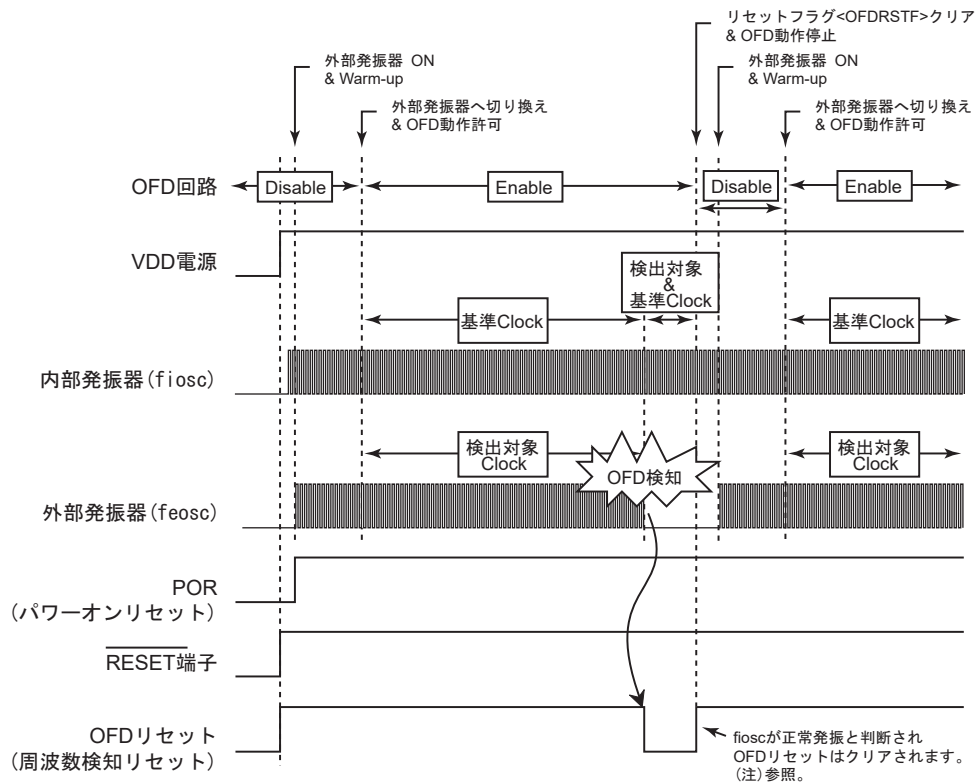 リセットフラグ<OFDRSTF>クリア
& OFD動作停止
外部発振器 ON
& Warm-up
外部発振器 ON
& Warm-up
外部発振器へ切り換え
& OFD動作許可
外部発振器へ切り換え
& OFD動作許可
OFD回路
Disable
Enable
Disable
Enable
VDD電源
検出対象
&
基準Clock
基準Clock
基準Clock
内部発振器(fiosc)
検出対象
Clock
検出対象
Clock
OFD検知
外部発振器(feosc)
POR
(パワーオンリセット)
RESET端子
OFDリセット
(周波数検知リセット)
fioscが正常発振と判断され
OFDリセットはクリアされます。
(注)参照。